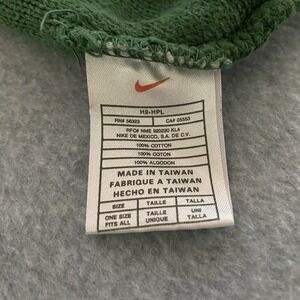 H9-HPL
RN# 56323 CA# 05553
RFC# NME 920220 KLA
NIKE DE MEXICO, S.A. DE C.V.
100% COTTON
100% COTON
100% ALGODON
MADE IN TAIWAN
FABRIQUE A TAIWAN
HECHO EN TAIWAN
SIZE TAILLE TALLA
ONE SIZE TAILLE UNI
FITS ALL UNIQUE TALLA